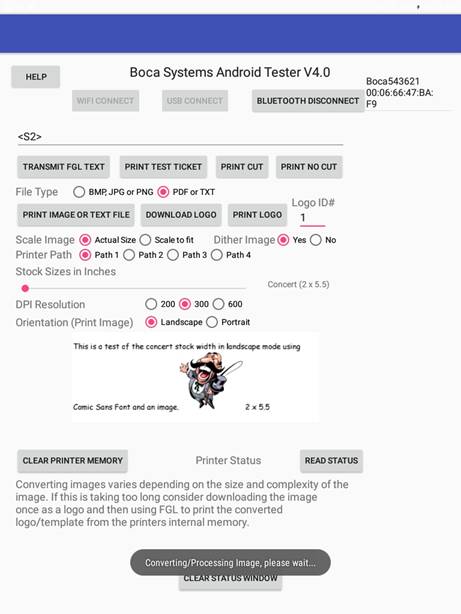 HELP
Boca Systems Android Tester V4.0
Boca543621
00:06:66:47:BA:
F9
WIFI CONNECT
USB CONNECT
BLUETOOTH DISCONNECT
<S2>
TRANSMIT FGL TEXT
PRINT TEST TICKET
PRINT CUT
PRINT NO CUT
File Type
BMP, JPG or PNG
PDF or TXT
Logo ID#
PRINT IMAGE OR TEXT FILE
DOWNLOAD LOGO
PRINT LOGO
1
Scale Image
Actual Size
Scale to fit
Dither Image
Yes
No
Printer Path
Path 1
Path 2
Path 3
Path 4
Stock Sizes in Inches
Concert (2 x 5.5)
DPI Resolution
200
300
600
Orientation (Print Image)
Landscape
Portrait
This is a test of the concert stock width in landscape mode using
Comic Sans Font and an image.
2 x 5.5
CLEAR PRINTER MEMORY
Printer Status
READ STATUS
Converting images varies depending on the size and complexity of the
image. If this is taking too long consider downloading the image
once as a logo and then using FGL to print the converted
logo/template from the printers internal memory.
Converting/Processing Image, please wait...
CLEAR STATUS WINDOW